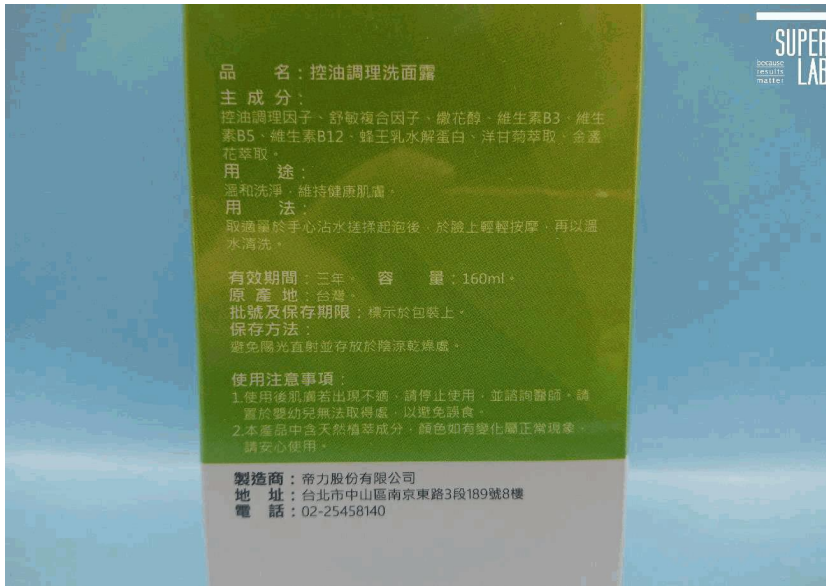 SUPER
because
results
matter
LAB
品　　名：控油調理洗面露
主 成 分：
控油調理因子、舒敏複合因子、繖花醇、維生素B3、維生
素B5、維生素B12、蜂王乳水解蛋白、洋甘菊萃取、金盞
花萃取。
用　　途：
溫和洗淨，維持健康肌膚。
用　　法：
取適量於手心沾水搓揉起泡後，於臉上輕輕按摩，再以溫
水清洗。
有效期間：三年。 容　　量：160ml。
原 產 地：台灣。
批號及保存期限：標示於包裝上。
保存方法：
避免陽光直射並存放於陰涼乾燥處。
使用注意事項：
1.使用後肌膚若出現不適，請停止使用，並諮詢醫師。請
置於嬰幼兒無法取得處，以避免誤食。
2.本產品中含天然植萃成分，顏色如有變化屬正常現象，
請安心使用。
製造商：帝力股份有限公司
地　址：台北市中山區南京東路3段189號8樓
電　話：02-25458140